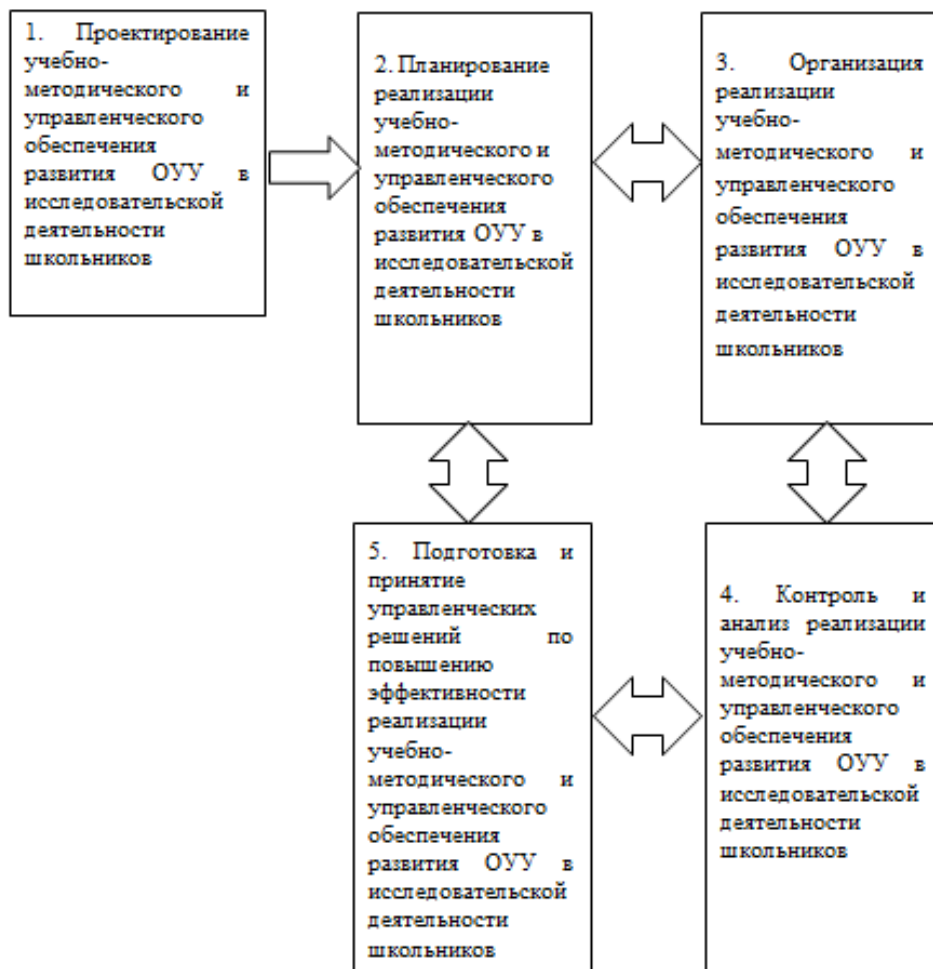 1. Проектирование
учебно-
методического и
управленческого
обеспечения
развития ОУУ в
исследовательской
деятельности
школьников
2. Планирование
реализации
учебно-
методического и
управленческого
обеспечения
развития ОУУ в
исследовательской
деятельности
школьников
3. Организация
реализации
учебно-
методического и
управленческого
обеспечения
развития ОУУ в
исследовательской
деятельности
школьников
4. Контроль и
анализ реализации
учебно-
методического и
управленческого
обеспечения
развития ОУУ в
исследовательской
деятельности
школьников
5. Подготовка и
принятие
управленческих
решений по
повышению
эффективности
реализации
учебно-
методического и
управленческого
обеспечения
развития ОУУ в
исследовательской
деятельности
школьников